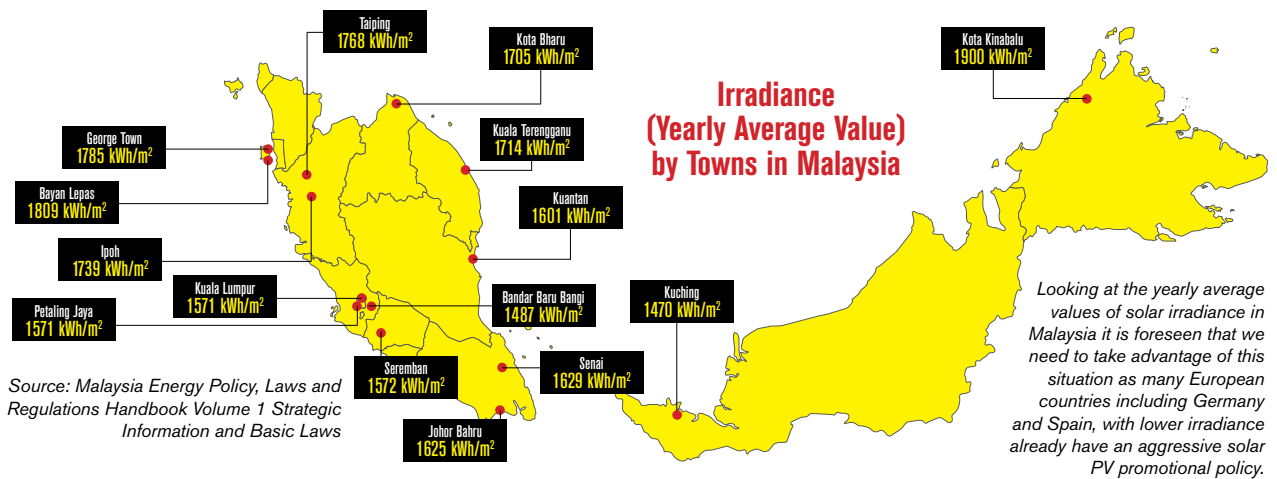 Irradiance
(Yearly Average Value)
by Towns in Malaysia
Taiping
1768 kWh/m²
Kota Bharu
1705 kWh/m²
Kota Kinabalu
1900 kWh/m²
George Town
1785 kWh/m²
Kuala Terengganu
1714 kWh/m²
Bayan Lepas
1809 kWh/m²
Kuantan
1601 kWh/m²
Ipoh
1739 kWh/m²
Kuala Lumpur
1571 kWh/m²
Bandar Baru Bangi
1487 kWh/m²
Kuching
1470 kWh/m²
Petaling Jaya
1571 kWh/m²
Seremban
1572 kWh/m²
Senai
1629 kWh/m²
Johor Bahru
1625 kWh/m²
Source: Malaysia Energy Policy, Laws and
Regulations Handbook Volume 1 Strategic
Information and Basic Laws
Looking at the yearly average
values of solar irradiance in
Malaysia it is foreseen that we
need to take advantage of this
situation as many European
countries including Germany
and Spain, with lower irradiance
already have an aggressive solar
PV promotional policy.